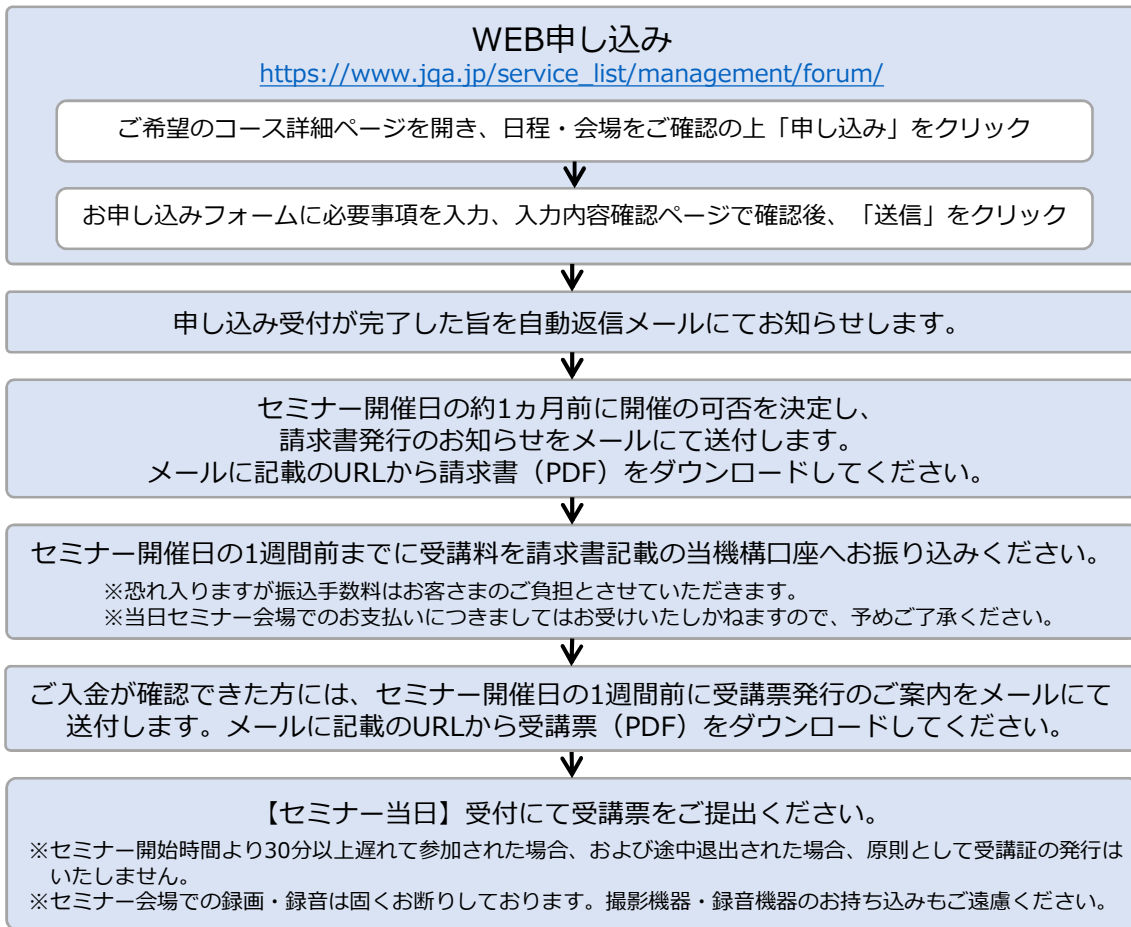 WEB申し込み
https://www.jqa.jp/service_list/management/forum/
ご希望のコース詳細ページを開き、日程・会場をご確認の上「申し込み」をクリック
お申し込みフォームに必要事項を入力、入力内容確認ページで確認後、「送信」をクリック
申し込み受付が完了した旨を自動返信メールにてお知らせします。
セミナー開催日の約1ヵ月前に開催の可否を決定し、
請求書発行のお知らせをメールにて送付します。
メールに記載のURLから請求書（PDF）をダウンロードしてください。
セミナー開催日の1週間前までに受講料を請求書記載の当機構口座へお振り込みください。
※恐れ入りますが振込手数料はお客さまのご負担とさせていただきます。
※当日セミナー会場でのお支払いにつきましてはお受けいたしかねますので、予めご了承ください。
ご入金が確認できた方には、セミナー開催日の1週間前に受講票発行のご案内をメールにて
送付します。メールに記載のURLから受講票（PDF）をダウンロードしてください。
【セミナー当日】受付にて受講票をご提出ください。
※セミナー開始時間より30分以上遅れて参加された場合、および途中退出された場合、原則として受講証の発行は
いたしません。
※セミナー会場での録画・録音は固くお断りしております。撮影機器・録音機器のお持ち込みもご遠慮ください。